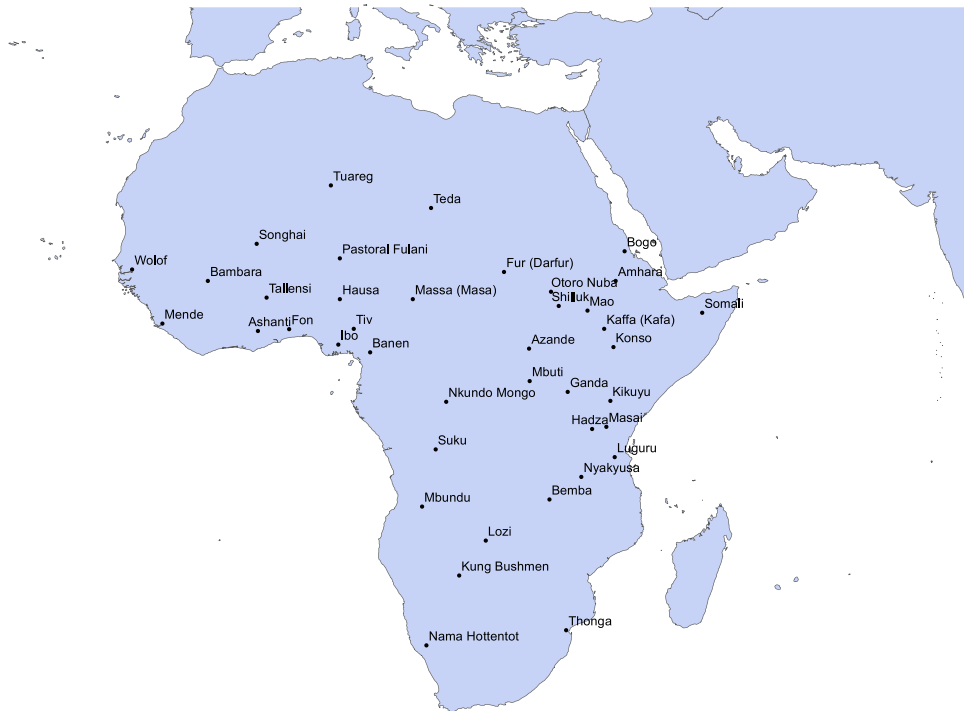 Tuareg
Teda
Songhai
Bogo
Pastoral Fulani
Wolof
Fur (Darfur)
Bambara
Amhara
Otoro Nuba
Tallensi
Hausa
Massa (Masa)
Shilluk
Mao
Somali
Mende
Ashanti
Fon
Tiv
Kaffa (Kafa)
Ibo
Banen
Azande
Konso
Mbuti
Ganda
Nkundo Mongo
Kikuyu
Hadza
Masai
Suku
Luguru
Nyakyusa
Bemba
Mbundu
Lozi
Kung Bushmen
Thonga
Nama Hottentot